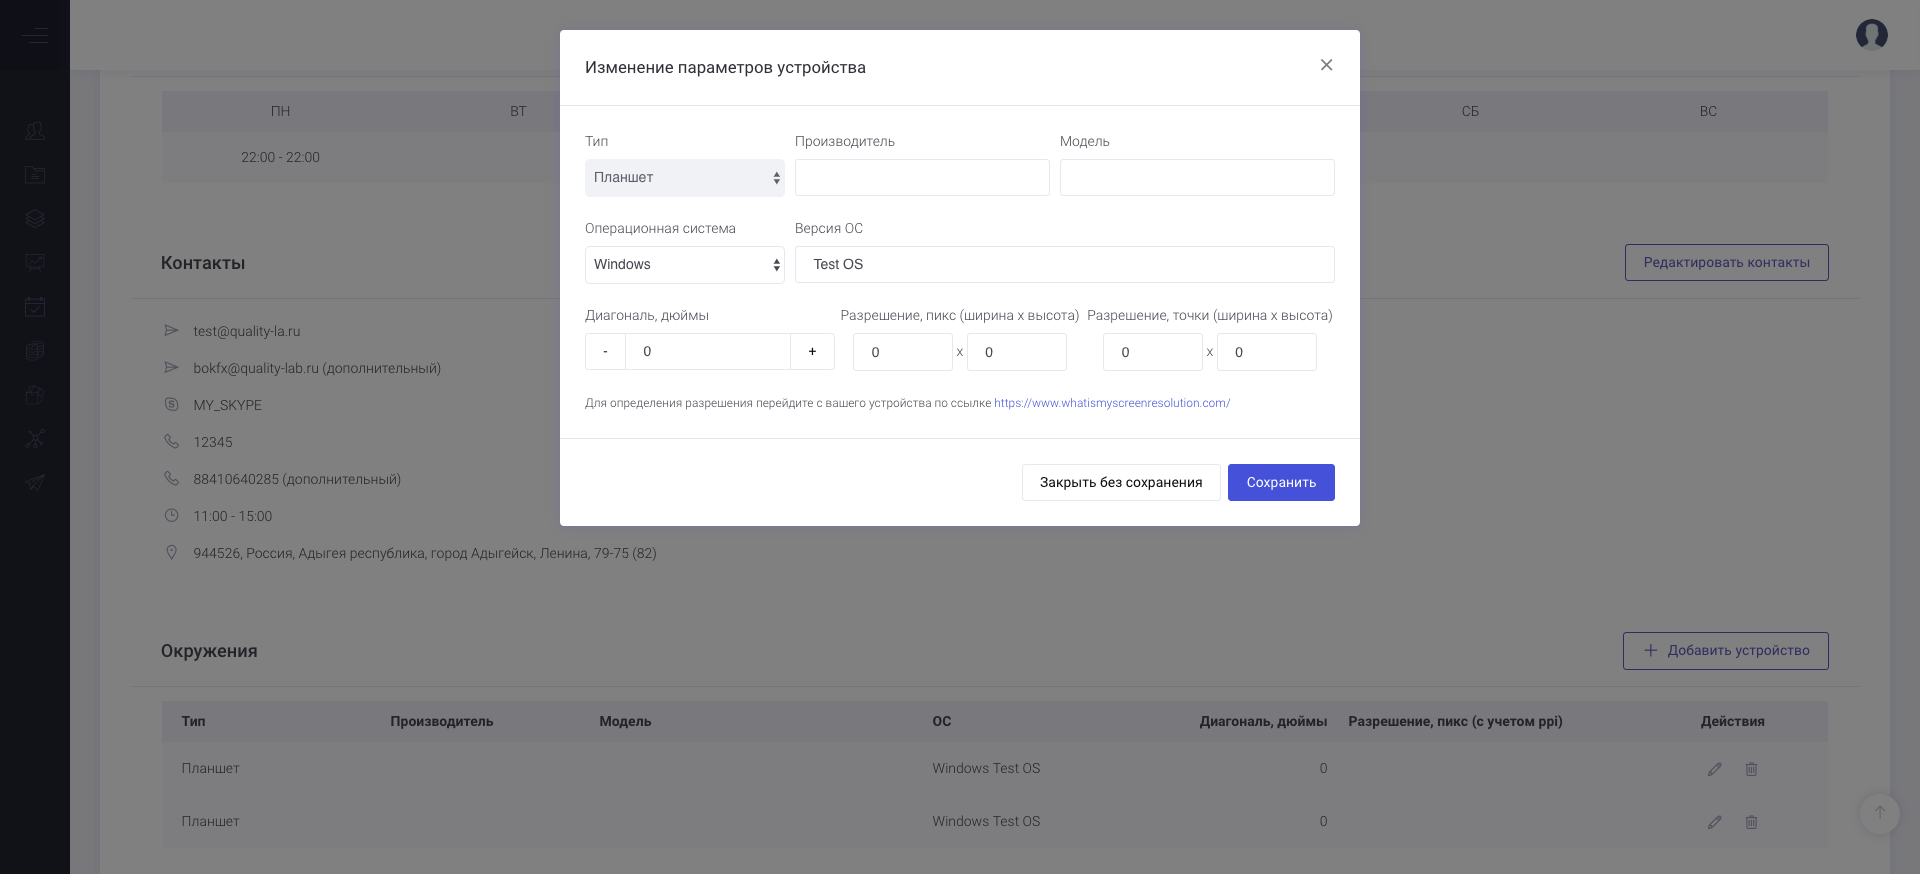 Изменение параметров устройства
ПН ВТ СБ ВС
22:00 - 22:00
Тип Производитель Модель
Планшет
Операционная система Версия ОС
Windows Test OS
Диагональ, дюймы Разрешение, пикс (ширина x высота) Разрешение, точки (ширина x высота)
- 0 + 0 x 0 0 x 0
Для определения разрешения перейдите с вашего устройства по ссылке https://www.whatismyscreenresolution.com/
Закрыть без сохранения Сохранить
Контакты Редактировать контакты
test@quality-la.ru
bokfx@quality-lab.ru (дополнительный)
MY_SKYPE
12345
88410640285 (дополнительный)
11:00 - 15:00
944526, Россия, Адыгея республика, город Адыгейск, Ленина, 79-75 (82)
Окружения Добавить устройство
Тип Производитель Модель ОС Диагональ, дюймы Разрешение, пикс (с учетом ppi) Действия
Планшет Windows Test OS 0
Планшет Windows Test OS 0